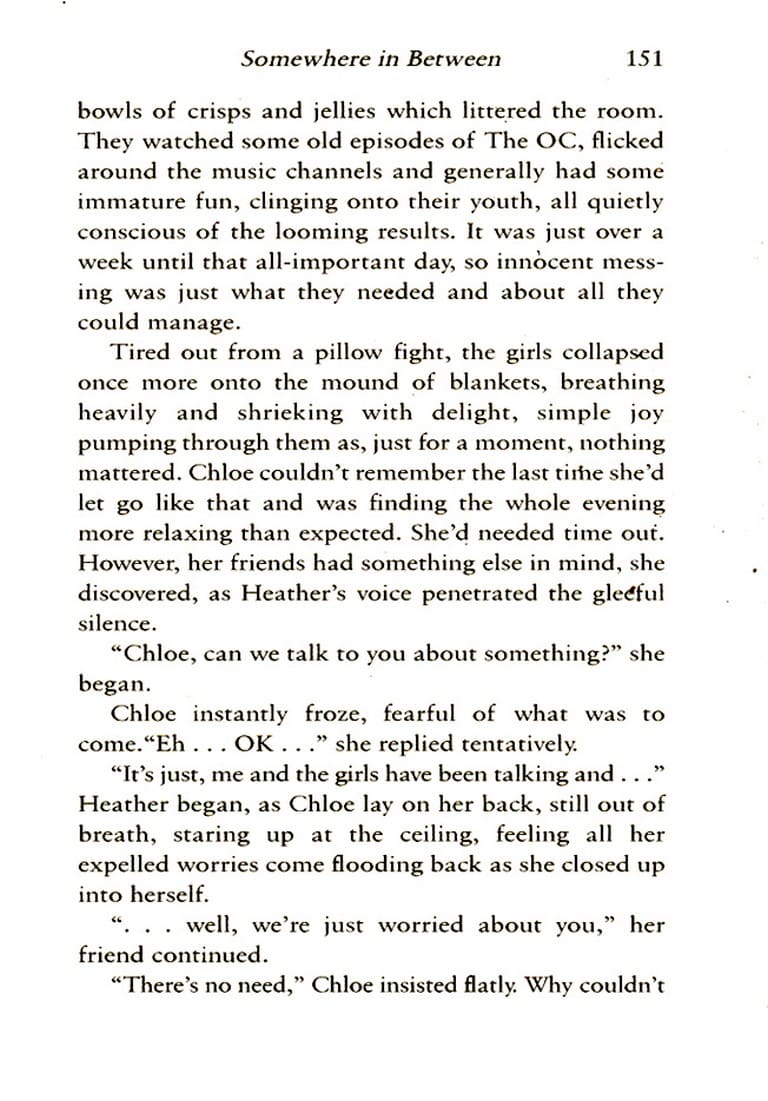 Somewhere in Between 151
bowls of crisps and jellies which littered the room.
They watched some old episodes of The OC, flicked
around the music channels and generally had some
immature fun, clinging onto their youth, all quietly
conscious of the looming results. It was just over a
week until that all-important day, so innocent mess-
ing was just what they needed and about all they
could manage.
Tired out from a pillow fight, the girls collapsed
once more onto the mound of blankets, breathing
heavily and shrieking with delight, simple joy
pumping through them as, just for a moment, nothing
mattered. Chloe couldn't remember the last time she'd
let go like that and was finding the whole evening
more relaxing than expected. She'd needed time out.
However, her friends had something else in mind, she
discovered, as Heather's voice penetrated the gleeful
silence.
“Chloe, can we talk to you about something?” she
began.
Chloe instantly froze, fearful of what was to
come.“Eh . . . OK . . .” she replied tentatively.
“It's just, me and the girls have been talking and . . .”
Heather began, as Chloe lay on her back, still out of
breath, staring up at the ceiling, feeling all her
expelled worries come flooding back as she closed up
into herself.
“. . . well, we're just worried about you,” her
friend continued.
“There's no need,” Chloe insisted flatly. Why couldn't